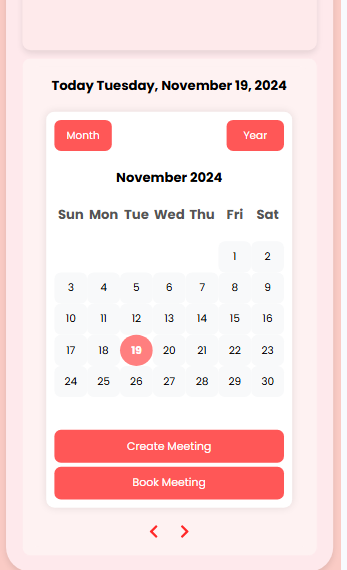 Today Tuesday, November 19, 2024
Month Year
November 2024
Sun Mon Tue Wed Thu Fri Sat
1 2
3 4 5 6 7 8 9
10 11 12 13 14 15 16
17 18 19 20 21 22 23
24 25 26 27 28 29 30
Create Meeting
Book Meeting